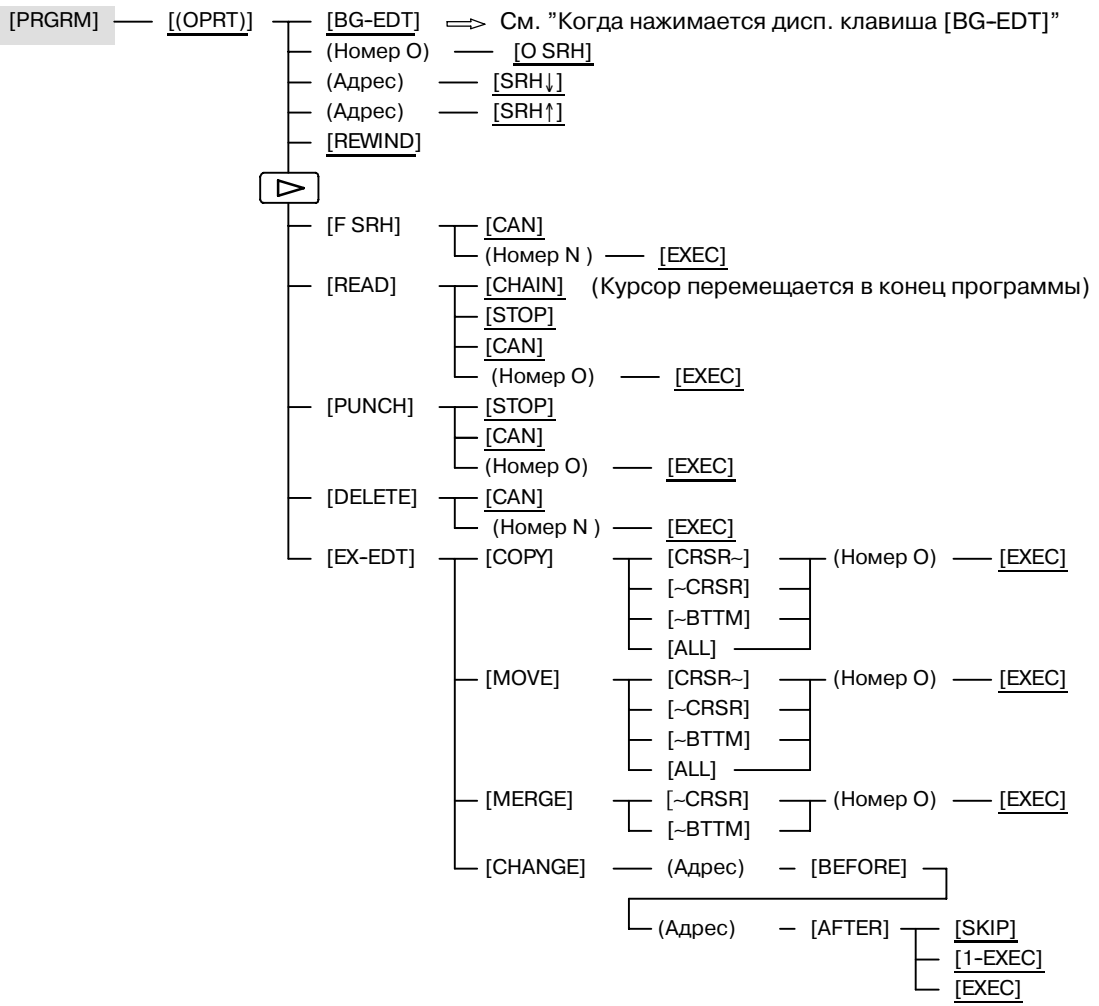 [PRGRM] [(OPRT)] [BG-EDT] См. ”Когда нажимается дисп. клавиша [BG-EDT]”
(Номер O) [O SRH]
(Адрес) [SRH↓]
(Адрес) [SRH↑]
[REWIND]
[F SRH] [CAN]
(Номер N ) [EXEC]
[READ] [CHAIN] (Курсор перемещается в конец программы)
[STOP]
[CAN]
(Номер O) [EXEC]
[PUNCH] [STOP]
[CAN]
(Номер O) [EXEC]
[DELETE] [CAN]
(Номер N ) [EXEC]
[EX-EDT] [COPY] [CRSR~] (Номер O) [EXEC]
[~CRSR]
[~BTTM]
[ALL]
[MOVE] [CRSR~] (Номер O) [EXEC]
[~CRSR]
[~BTTM]
[ALL]
[MERGE] [~CRSR] (Номер O) [EXEC]
[~BTTM]
[CHANGE] (Адрес) [BEFORE]
(Адрес) [AFTER] [SKIP]
[1-EXEC]
[EXEC]